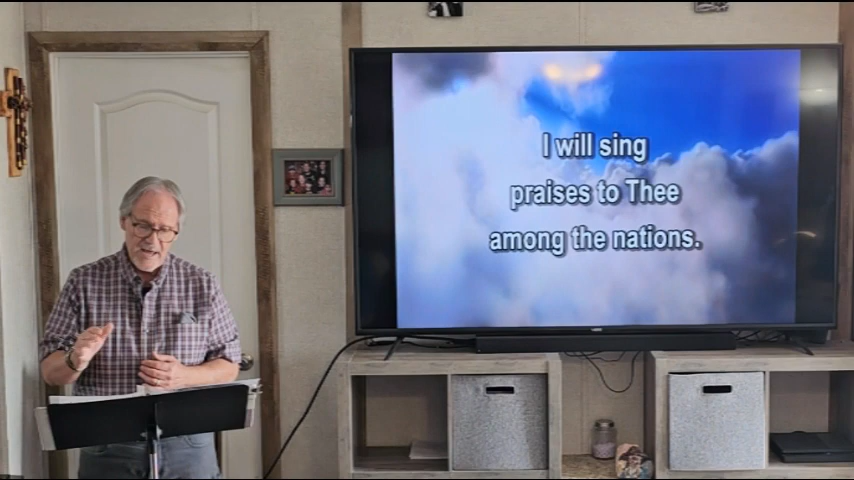 I will sing
praises to Thee
among the nations.